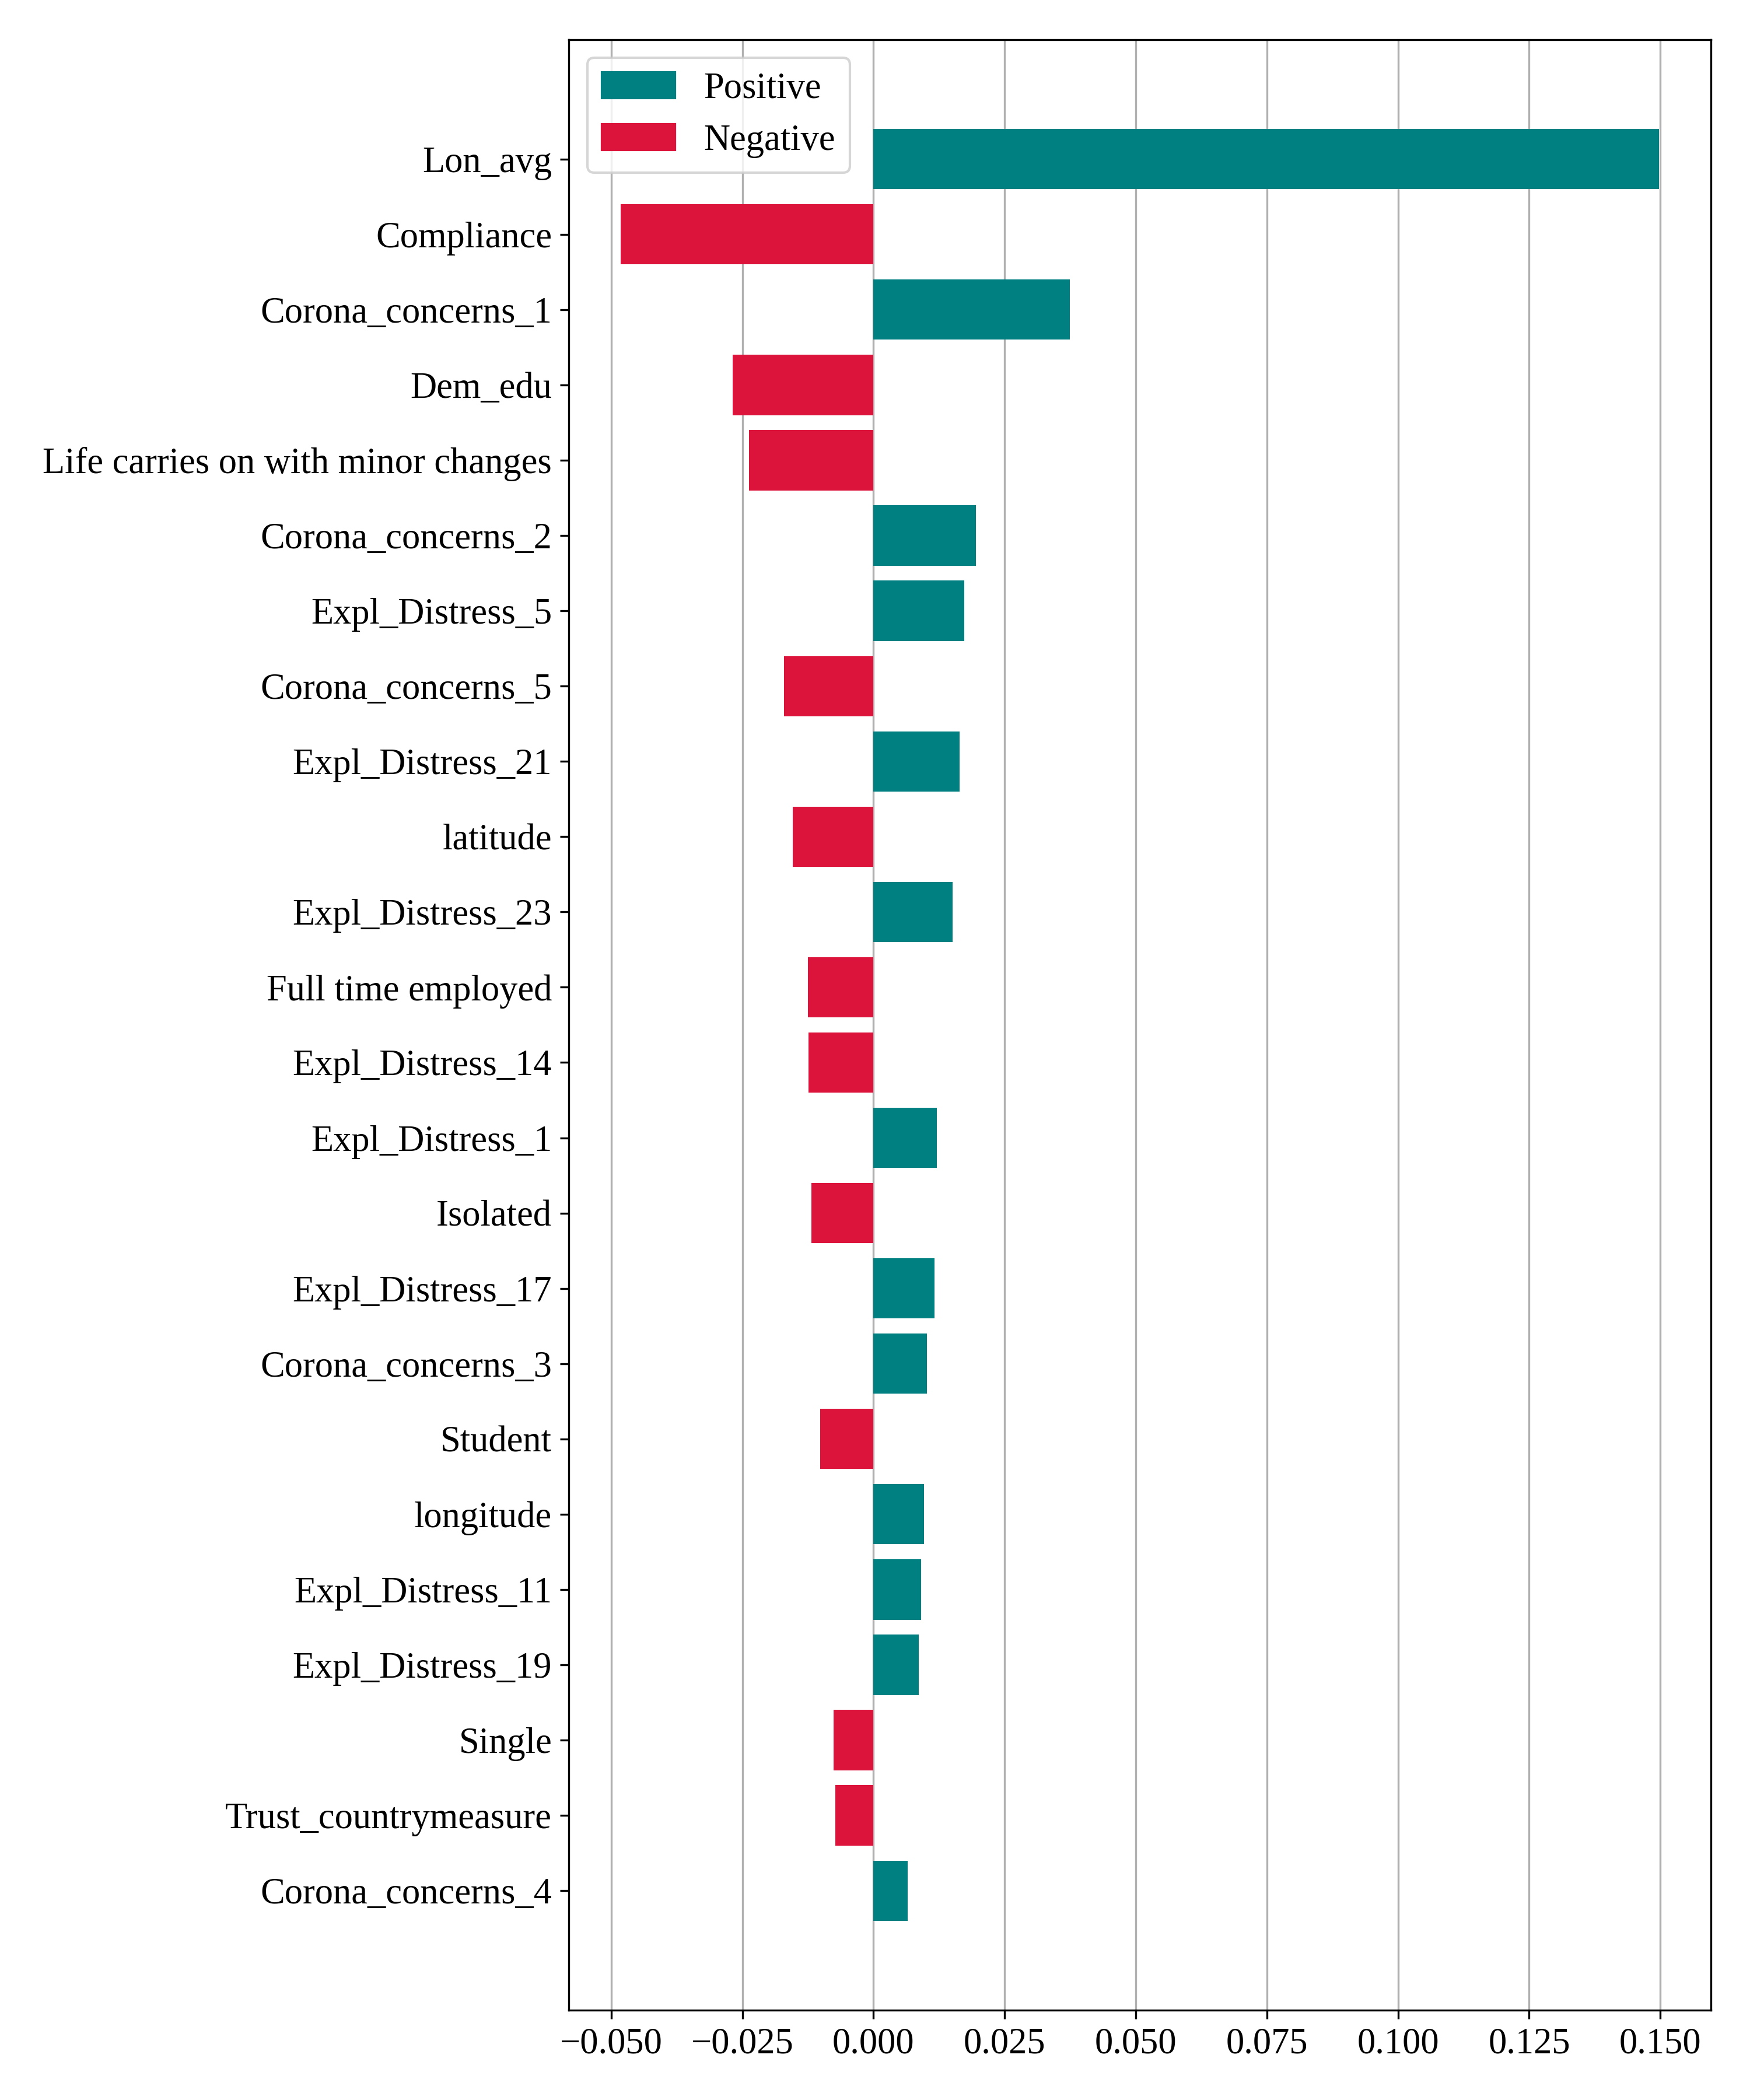 Positive
Negative
Lon_avg
Compliance
Corona_concerns_1
Dem_edu
Life carries on with minor changes
Corona_concerns_2
Expl_Distress_5
Corona_concerns_5
Expl_Distress_21
latitude
Expl_Distress_23
Full time employed
Expl_Distress_14
Expl_Distress_1
Isolated
Expl_Distress_17
Corona_concerns_3
Student
longitude
Expl_Distress_11
Expl_Distress_19
Single
Trust_countrymeasure
Corona_concerns_4
−0.050 −0.025 0.000 0.025 0.050 0.075 0.100 0.125 0.150